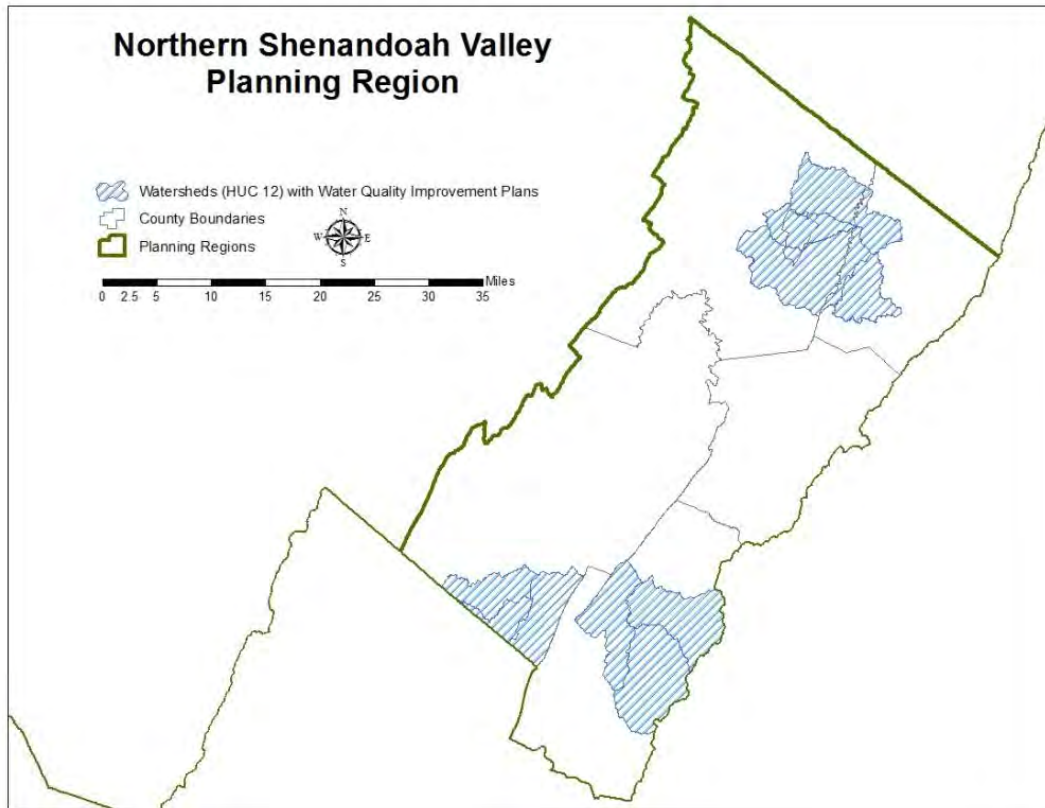 Northern Shenandoah Valley
Planning Region
Watersheds (HUC 12) with Water Quality Improvement Plans
County Boundaries
Planning Regions
N
W E
S
Miles
0 2.5 5 10 15 20 25 30 35